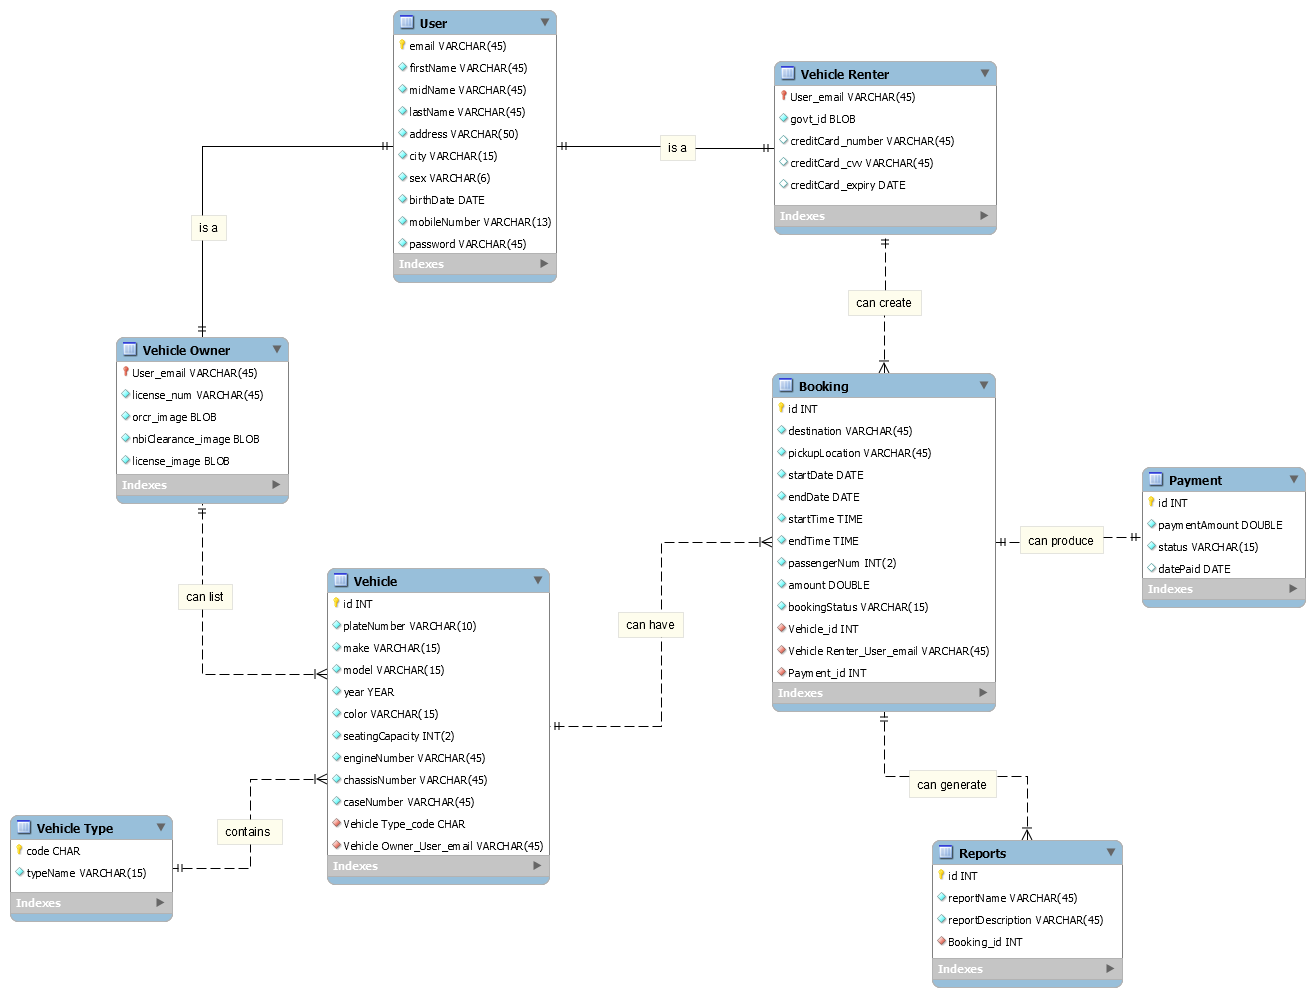 User
email VARCHAR(45)
firstName VARCHAR(45)
midName VARCHAR(45)
lastName VARCHAR(45)
address VARCHAR(50)
city VARCHAR(15)
sex VARCHAR(6)
birthDate DATE
mobileNumber VARCHAR(13)
password VARCHAR(45)
Indexes
is a
Vehicle Renter
User_email VARCHAR(45)
govt_id BLOB
creditCard_number VARCHAR(45)
creditCard_cvv VARCHAR(45)
creditCard_expiry DATE
Indexes
is a
can create
Vehicle Owner
User_email VARCHAR(45)
license_num VARCHAR(45)
orcr_image BLOB
nbiClearance_image BLOB
license_image BLOB
Indexes
can list
Booking
id INT
destination VARCHAR(45)
pickupLocation VARCHAR(45)
startDate DATE
endDate DATE
startTime TIME
endTime TIME
passengerNum INT(2)
amount DOUBLE
bookingStatus VARCHAR(15)
Vehicle_id INT
Vehicle Renter_User_email VARCHAR(45)
Payment_id INT
Indexes
can produce
Payment
id INT
paymentAmount DOUBLE
status VARCHAR(15)
datePaid DATE
Indexes
Vehicle
id INT
plateNumber VARCHAR(10)
make VARCHAR(15)
model VARCHAR(15)
year YEAR
color VARCHAR(15)
seatingCapacity INT(2)
engineNumber VARCHAR(45)
chassisNumber VARCHAR(45)
caseNumber VARCHAR(45)
Vehicle Type_code CHAR
Vehicle Owner_User_email VARCHAR(45)
Indexes
can have
can generate
contains
Vehicle Type
code CHAR
typeName VARCHAR(15)
Indexes
Reports
id INT
reportName VARCHAR(45)
reportDescription VARCHAR(45)
Booking_id INT
Indexes